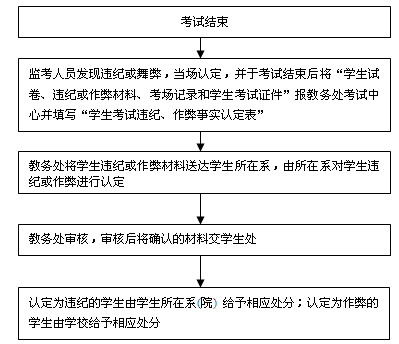 考试结束
监考人员发现违纪或舞弊，当场认定，并于考试结束后将“学生试
卷、违纪或作弊材料、考场记录和学生考试证件”报教务处考试中
心并填写“学生考试违纪、作弊事实认定表”
教务处将学生违纪或作弊材料送达学生所在系，由所在系对学生违
纪或作弊进行认定
教务处审核，审核后将确认的材料交学生处
认定为违纪的学生由学生所在系(院) 给予相应处分；认定为作弊的
学生由学校给予相应处分